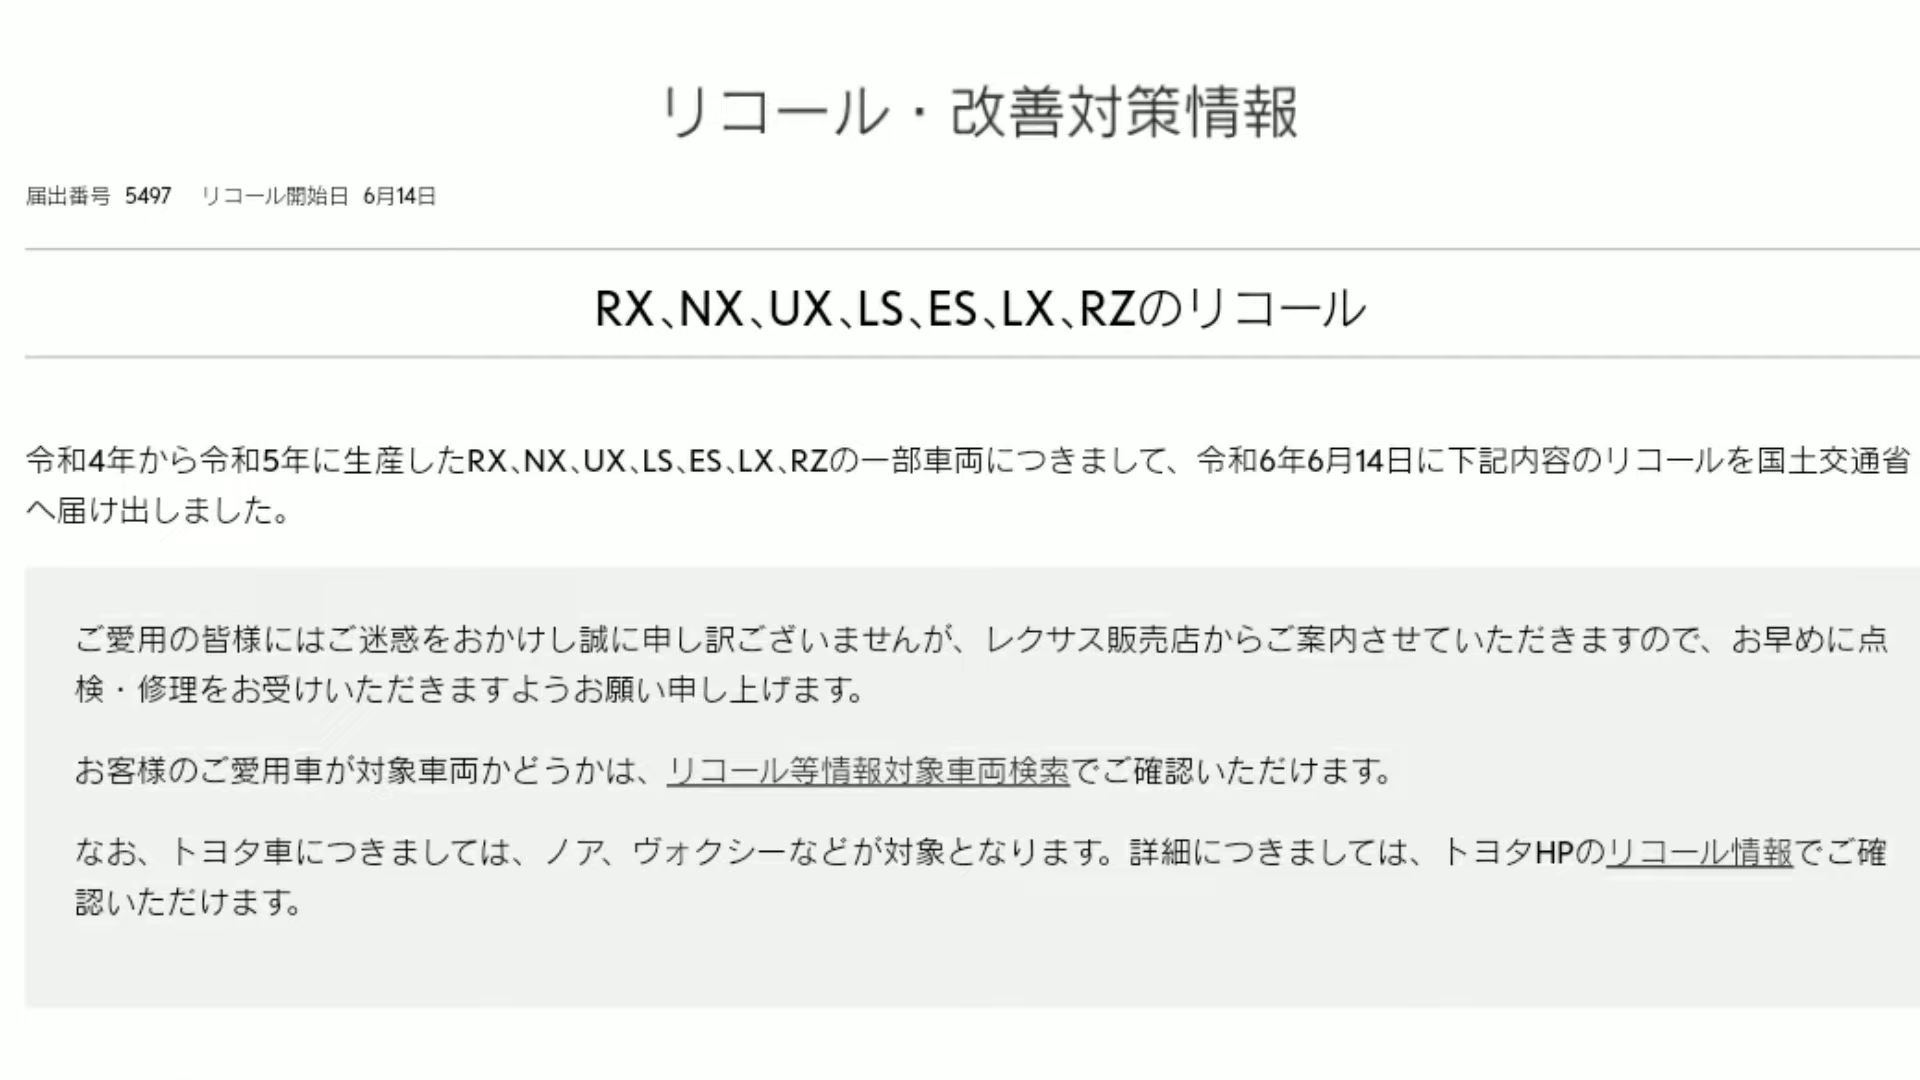 リコール・改善対策情報
届出番号 5497 リコール開始日 6月14日
RX、NX、UX、LS、ES、LX、RZのリコール
令和4年から令和5年に生産したRX、NX、UX、LS、ES、LX、RZの一部車両につきまして、令和6年6月14日に下記内容のリコールを国土交通省
へ届け出しました。
ご愛用の皆様にはご迷惑をおかけし誠に申し訳ございませんが、レクサス販売店からご案内させていただきますので、お早めに点
検・修理をお受けいただきますようお願い申し上げます。
お客様のご愛用車が対象車両かどうかは、リコール等情報対象車両検索でご確認いただけます。
なお、トヨタ車につきましては、ノア、ヴォクシーなどが対象となります。詳細につきましては、トヨタHPのリコール情報でご確
認いただけます。